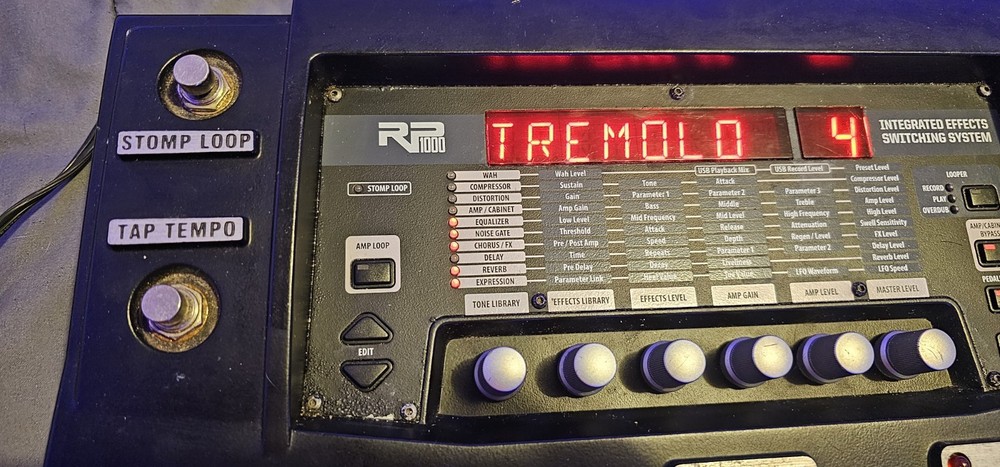 STOMP LOOP
TAP TEMPO
RP 1000
TREMOLO 4
INTEGRATED EFFECTS
SWITCHING SYSTEM
STOMP LOOP
AMP LOOP
EDIT
USB Playback Mix USB Record Level Preset Level
WAH Wah Level Compressor Level
COMPRESSOR Sustain Tone Attack Distortion Level
DISTORTION Gain Parameter 1 Parameter 2 Parameter 3 Amp Level
AMP / CABINET Amp Gain Bass Middle Treble High Level
EQUALIZER Low Level Mid Frequency Mid Level High Frequency Swell Sensitivity
NOISE GATE Threshold Attack Release Attenuation FX Level
CHORUS / FX Pre / Post Amp Speed Depth Regen / Level Delay Level
DELAY Time Repeats Parameter 1 Parameter 2 Reverb Level
REVERB Pre Delay Decay Liveliness LFO Speed
EXPRESSION Parameter Link LFO Waveform
TONE LIBRARY EFFECTS LIBRARY EFFECTS LEVEL AMP GAIN AMP LEVEL MASTER LEVEL
LOOPER
RECORD
PLAY
OVERDUB
AMP/CABINET
BYPASS
PEDAL